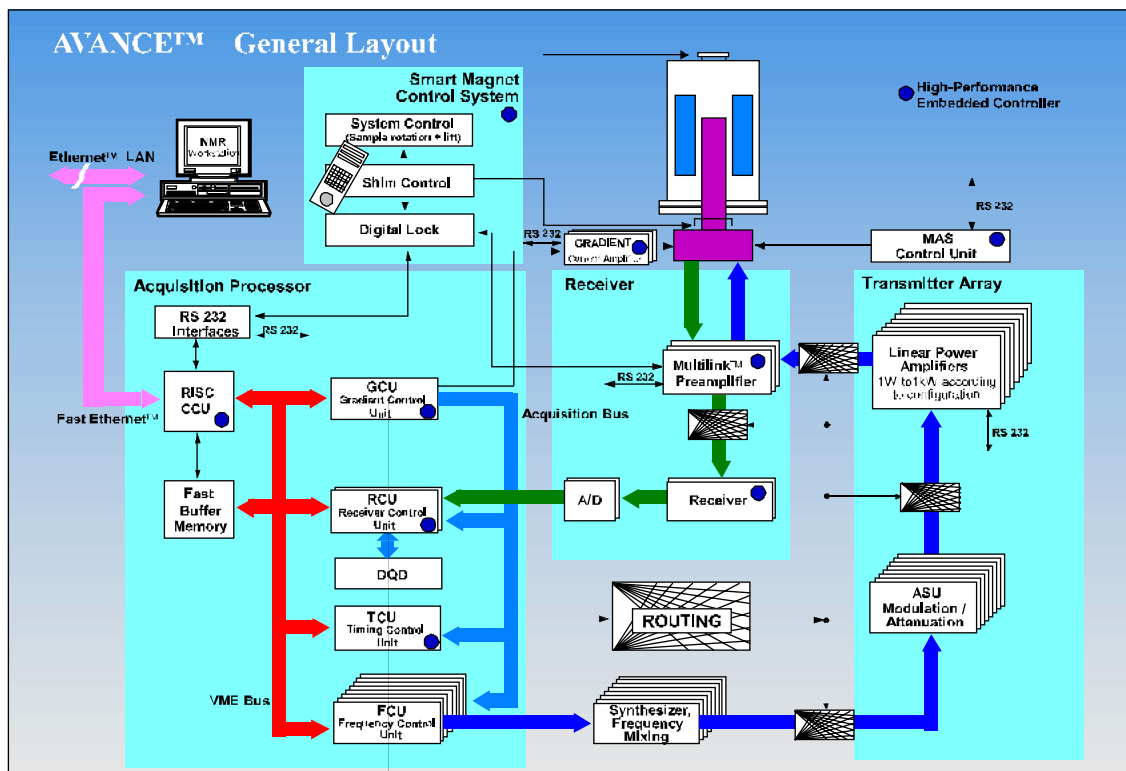 AVANCE™ General Layout
Smart Magnet
Control System
High-Performance
Embedded Controller
System Control
(Sample rotation + lift)
NMR
Workstation
Ethernet™ LAN
Shim Control
RS 232
Digital Lock
RS 232
GRADIENT
Current Amplifier
MAS
Control Unit
Acquisition Processor
Receiver
Transmitter Array
RS 232
Interfaces
RS 232
Linear Power
Amplifiers
1W to 1kW according
to configuration
Multilink™
Preamplifier
RS 232
RISC
CCU
GCU
Gradient Control
Unit
Acquisition Bus
Fast Ethernet™
RS 232
Fast
Buffer
Memory
RCU
Receiver Control
Unit
A/D
Receiver
DQD
ASU
Modulation /
Attenuation
TCU
Timing Control
Unit
ROUTING
VME Bus
FCU
Frequency Control
Unit
Synthesizer,
Frequency
Mixing